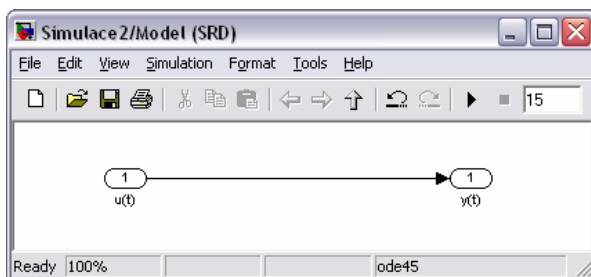 Simulace2/Model (SRD)
File Edit View Simulation Format Tools Help
15
1 1
u(t) y(t)
Ready 100% ode45